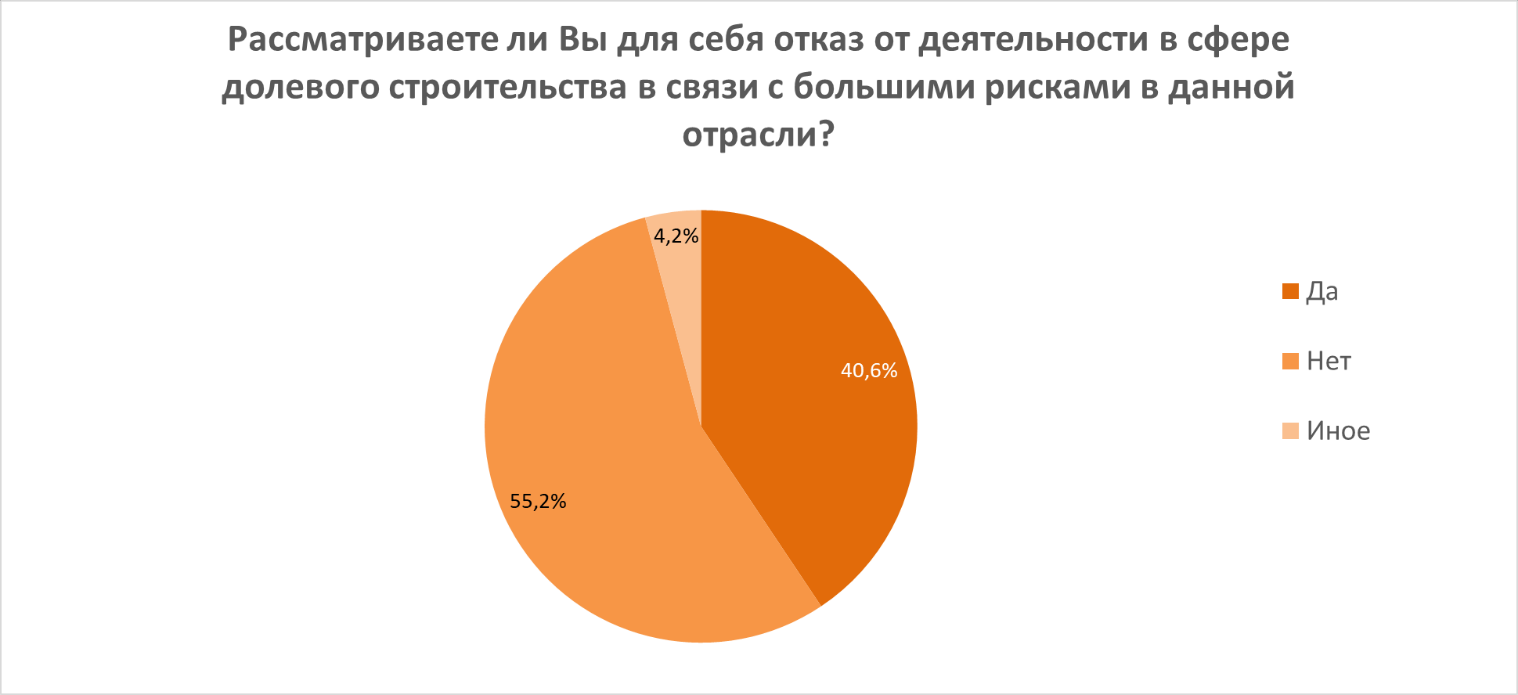 Рассматриваете ли Вы для себя отказ от деятельности в сфере
долевого строительства в связи с большими рисками в данной
отрасли?
4,2%
40,6%
55,2%
Да
Нет
Иное